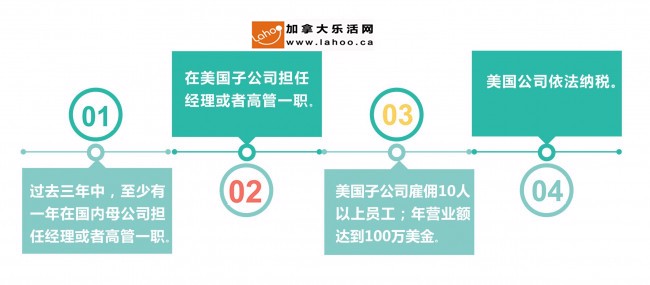 Lahoo
加拿大乐活网
www.lahoo.ca
01
过去三年中，至少有
一年在国内母公司担
任经理或者高管一职。
在美国子公司担任
经理或者高管一职。
02
03
美国子公司雇佣10人
以上员工；年营业额
达到100万美金。
美国公司依法纳税。
04